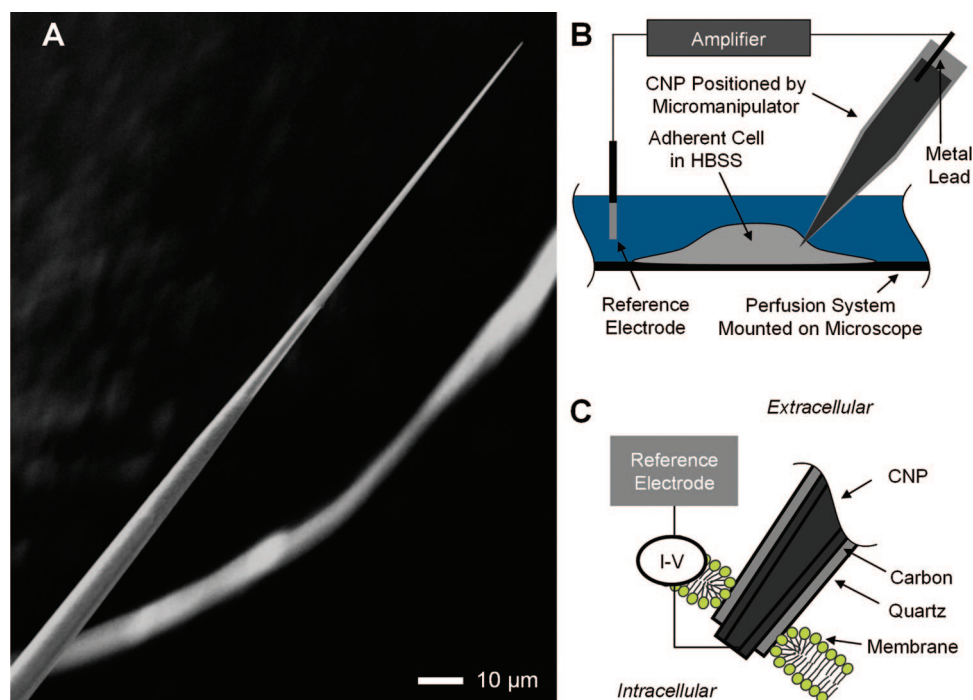 A
10 µm
B
Amplifier
CNP Positioned by
Micromanipulator
Adherent Cell
in HBSS
Metal
Lead
Reference
Electrode
Perfusion System
Mounted on Microscope
C
Extracellular
Reference
Electrode
CNP
I-V
Carbon
Quartz
Membrane
Intracellular